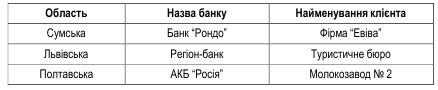 Область Назва банку Найменування клієнта
Сумська Банк “Рондо” Фірма “Евіва”
Львівська Регіон-банк Туристичне бюро
Полтавська АКБ “Росія” Молокозавод № 2